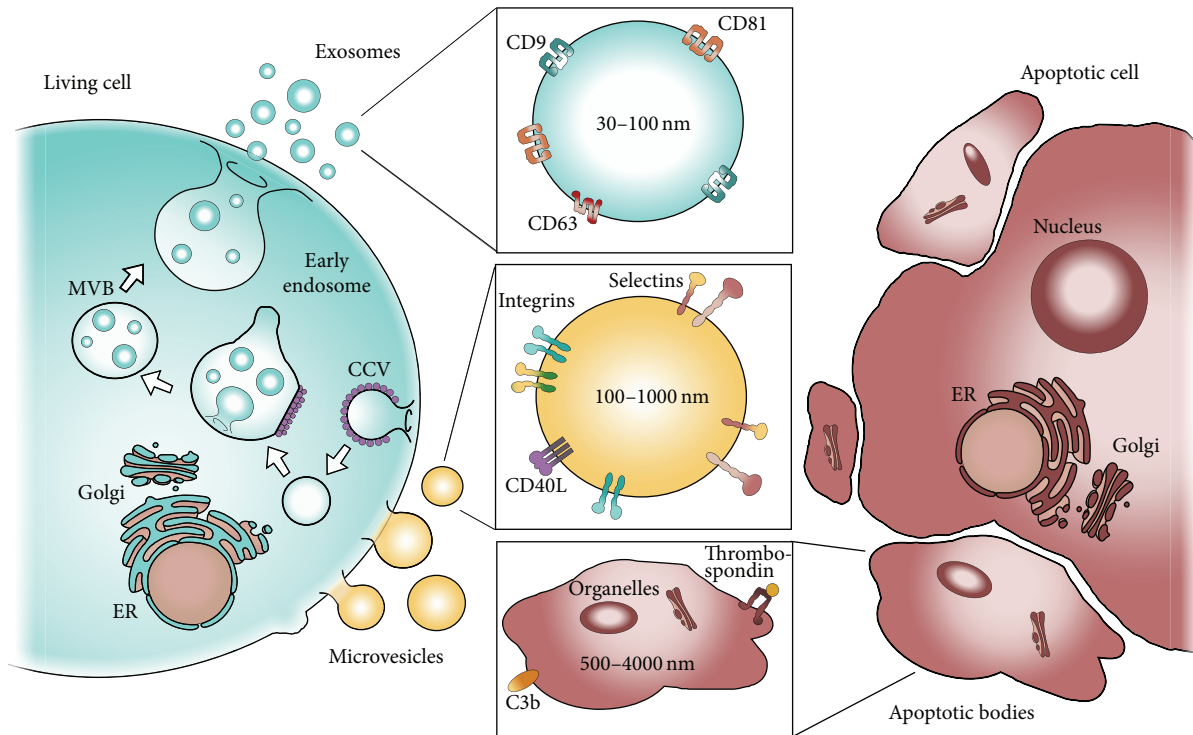 Living cell
Exosomes
MVB
Early
endosome
CCV
Golgi
ER
Microvesicles
CD9
CD81
30–100 nm
CD63
Integrins
Selectins
100–1000 nm
CD40L
Thrombo-
spondin
Organelles
500–4000 nm
C3b
Apoptotic cell
Nucleus
ER
Golgi
Apoptotic bodies